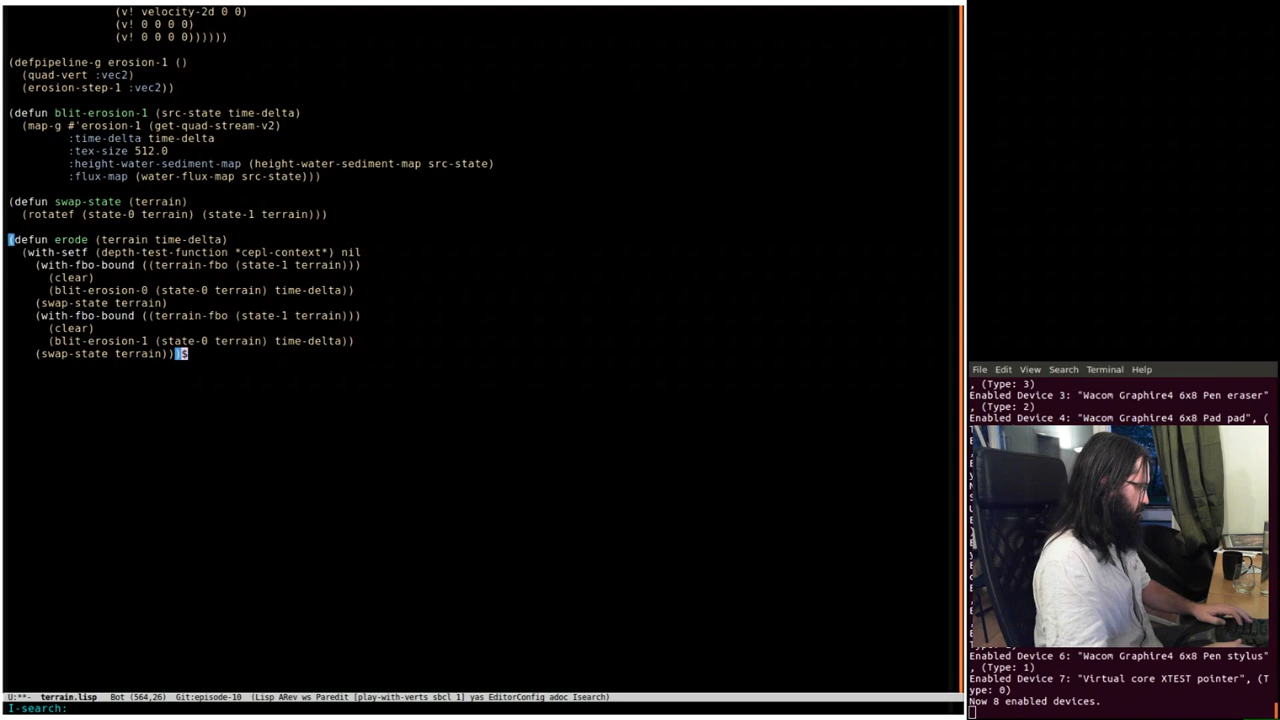 (v! velocity-2d 0 0)
(v! 0 0 0 0)
(v! 0 0 0 0))))))
(defpipeline-g erosion-1 ()
(quad-vert :vec2)
(erosion-step-1 :vec2))
(defun blit-erosion-1 (src-state time-delta)
(map-g #'erosion-1 (get-quad-stream-v2)
:time-delta time-delta
:tex-size 512.0
:height-water-sediment-map (height-water-sediment-map src-state)
:flux-map (water-flux-map src-state)))
(defun swap-state (terrain)
(rotatef (state-0 terrain) (state-1 terrain)))
(defun erode (terrain time-delta)
(with-setf (depth-test-function *cepl-context*) nil
(with-fbo-bound ((terrain-fbo (state-1 terrain)))
(clear)
(blit-erosion-0 (state-0 terrain) time-delta))
(swap-state terrain)
(with-fbo-bound ((terrain-fbo (state-1 terrain)))
(clear)
(blit-erosion-1 (state-0 terrain) time-delta))
(swap-state terrain)))$
U:**-  terrain.lisp   Bot (564,26)   Git:episode-10  (Lisp ARev ws Paredit [play-with-verts sbcl 1] yas EditorConfig adoc Isearch)
I-search:
File Edit View Search Terminal Help
, (Type: 3)
Enabled Device 3: "Wacom Graphire4 6x8 Pen eraser"
, (Type: 2)
Enabled Device 4: "Wacom Graphire4 6x8 Pad pad", (
Enabled Device 6: "Wacom Graphire4 6x8 Pen stylus"
, (Type: 1)
Enabled Device 7: "Virtual core XTEST pointer", (T
ype: 0)
Now 8 enabled devices.